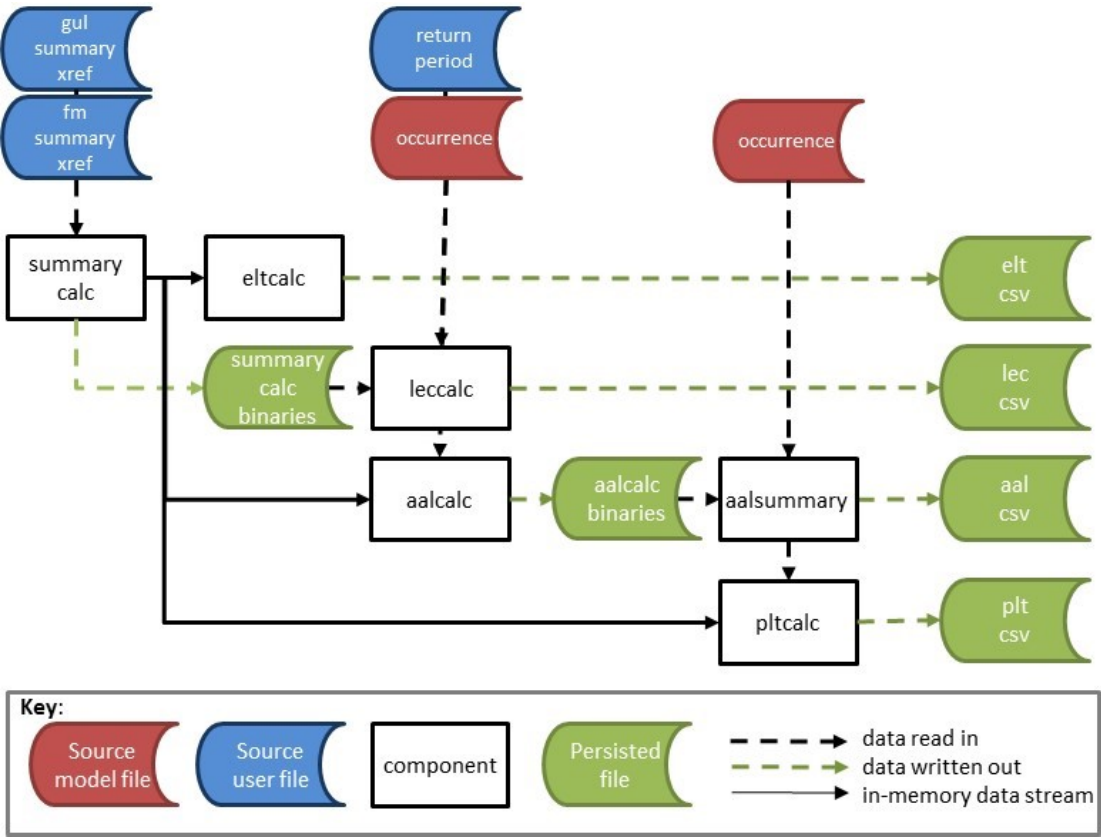 gul
summary
xref
return
period
fm
summary
xref
occurrence
occurrence
summary
calc
eltcalc
elt
csv
summary
calc
binaries
leccalc
lec
csv
aalcalc
aalcalc
binaries
aalsummary
aal
csv
pltcalc
plt
csv
Key:
Source
model file
Source
user file
component
Persisted
file
data read in
data written out
in-memory data stream